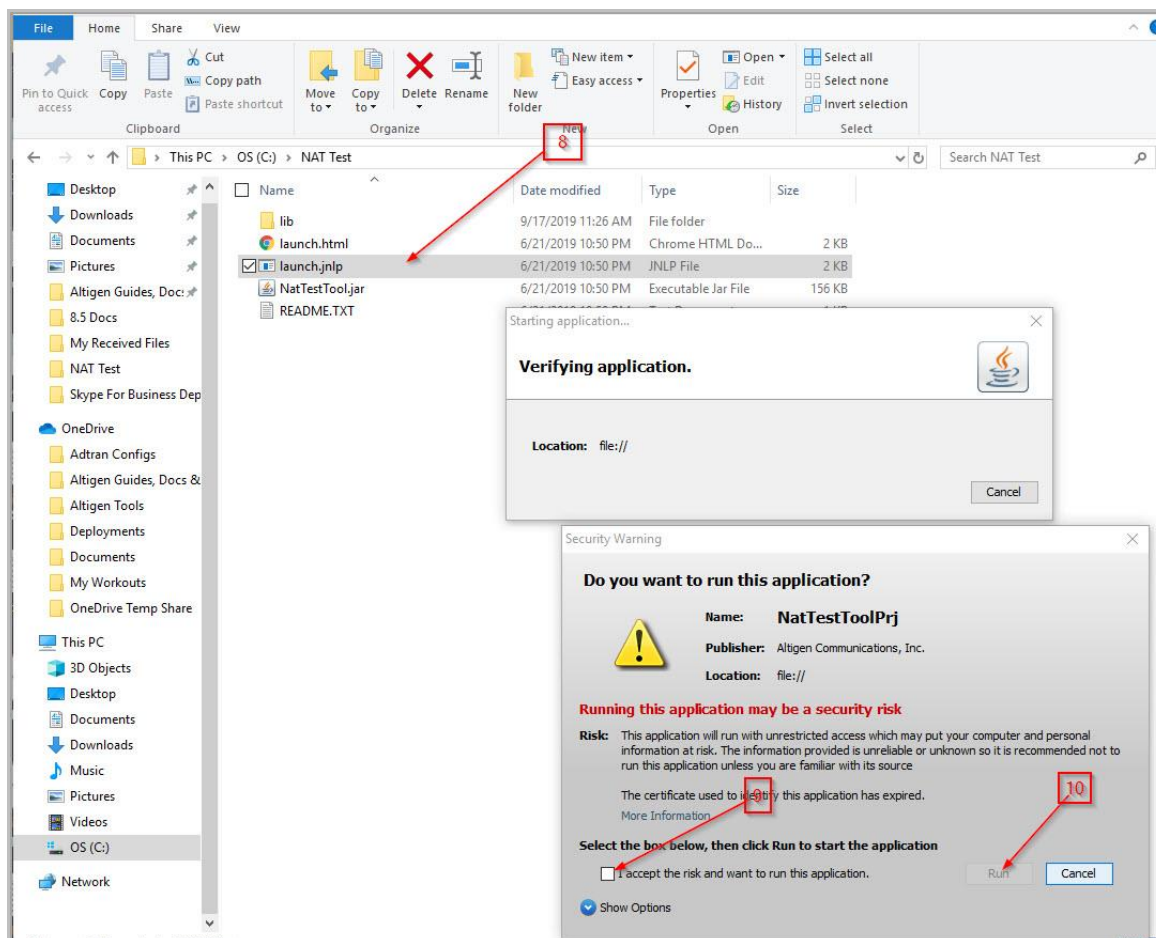 File Home Share View
Pin to Quick access
Copy
Paste
Cut
Copy path
Paste shortcut
Clipboard
Move to
Copy to
Delete
Rename
Organize
New folder
New item
Easy access
New
Properties
Open
Edit
History
Open
Select all
Select none
Invert selection
Select
8
This PC > OS (C:) > NAT Test
Search NAT Test
Desktop
Downloads
Documents
Pictures
Altigen Guides, Doc:
8.5 Docs
My Received Files
NAT Test
Skype For Business Dep
OneDrive
Adtran Configs
Altigen Guides, Docs &
Altigen Tools
Deployments
Documents
My Workouts
OneDrive Temp Share
This PC
3D Objects
Desktop
Documents
Downloads
Music
Pictures
Videos
OS (C:)
Network
Name Date modified Type Size
lib 9/17/2019 11:26 AM File folder
launch.html 6/21/2019 10:50 PM Chrome HTML Do... 2 KB
launch.jnlp 6/21/2019 10:50 PM JNLP File 2 KB
NatTestTool.jar 6/21/2019 10:50 PM Executable Jar File 156 KB
README.TXT
Starting application...
Verifying application.
Location: file://
Cancel
Security Warning
Do you want to run this application?
Name: NatTestToolPrj
Publisher: Altigen Communications, Inc.
Location: file://
Running this application may be a security risk
Risk: This application will run with unrestricted access which may put your computer and personal
information at risk. The information provided is unreliable or unknown so it is recommended not to
run this application unless you are familiar with its source
The certificate used to identify this application has expired.
More Information
9
10
Select the box below, then click Run to start the application
I accept the risk and want to run this application.
Run
Cancel
Show Options